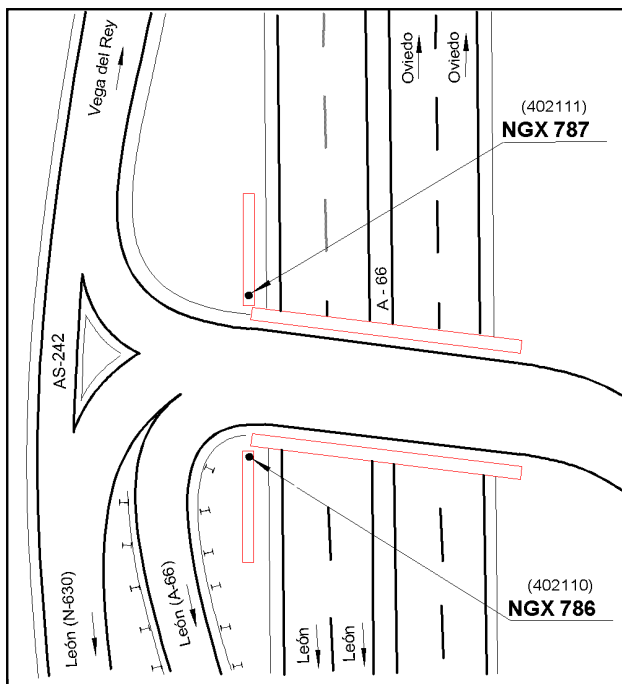 Vega del Rey
Oviedo
Oviedo
(402111)
NGX 787
A - 66
AS-242
(402110)
NGX 786
León (N-630)
León (A-66)
León
León